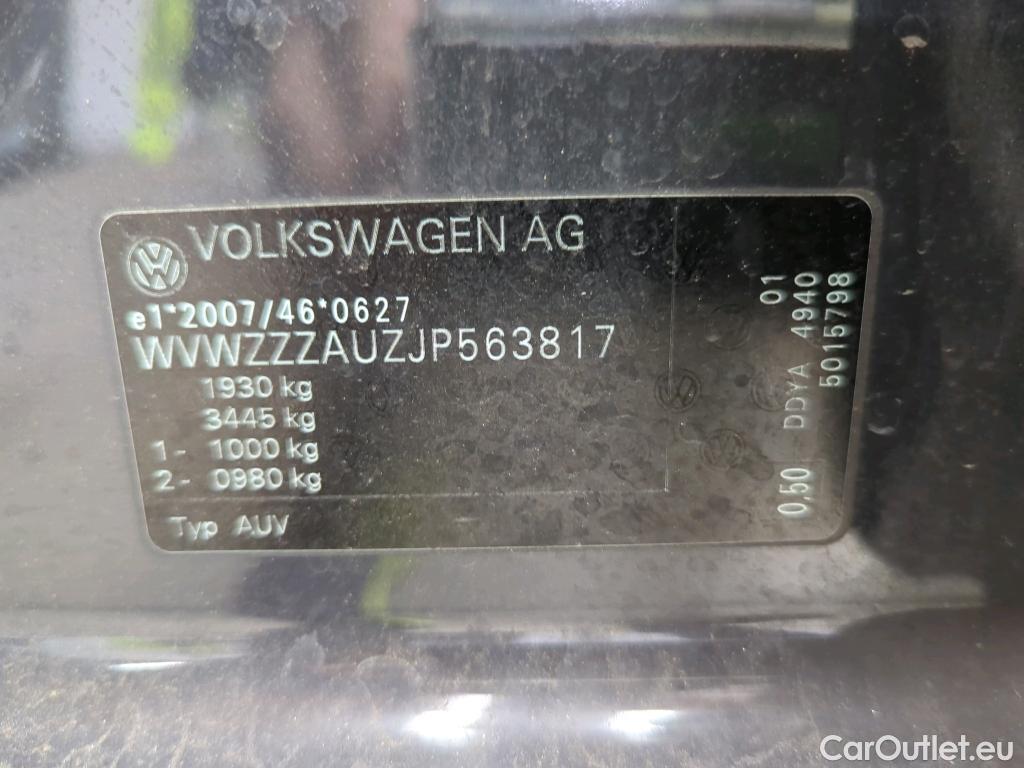 VOLKSWAGEN AG
e1*2007/46*0627
WVWZZZAUZJP563817
1930 kg
3445 kg
1- 1000 kg
2- 0980 kg
Typ AUV
01
0,50 DDYA 4940
5015798
CarOutlet.eu